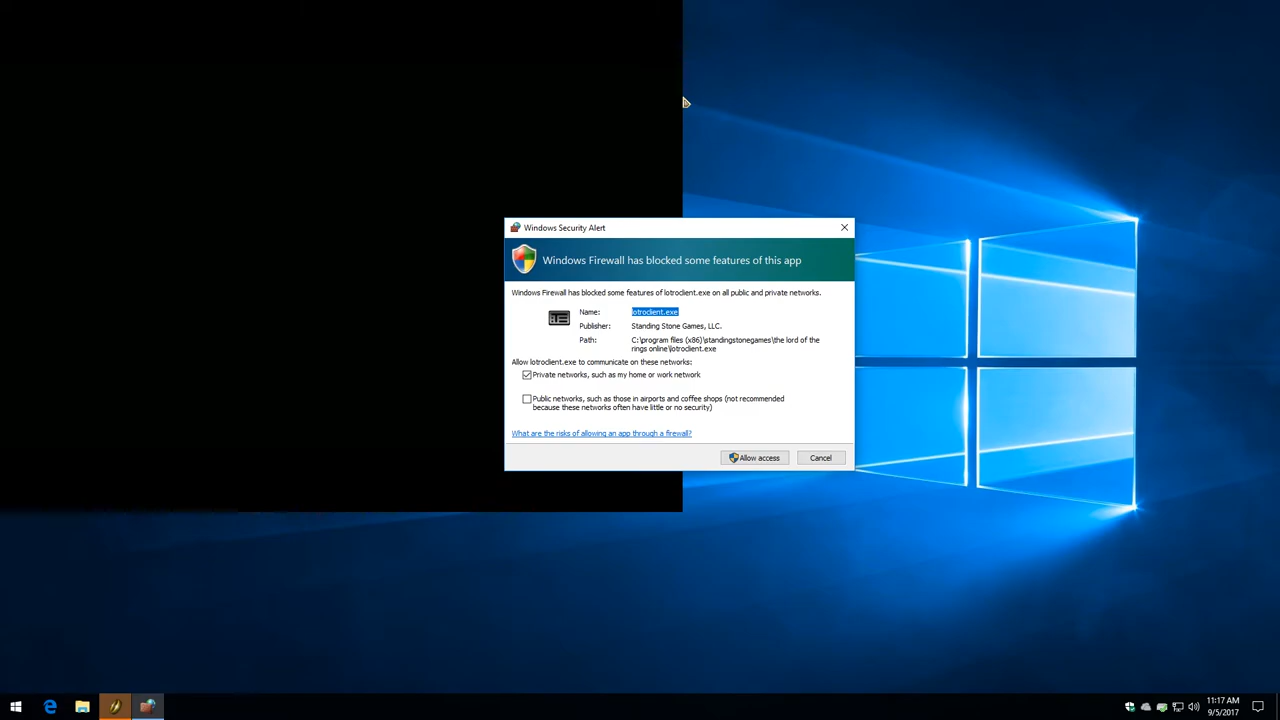 Windows Security Alert
Windows Firewall has blocked some features of this app
Windows Firewall has blocked some features of lotroclient.exe on all public and private networks.
Name: lotroclient.exe
Publisher: Standing Stone Games, LLC.
Path: C:\program files (x86)\standingstonegames\the lord of the
rings online\lotroclient.exe
Allow lotroclient.exe to communicate on these networks:
Private networks, such as my home or work network
Public networks, such as those in airports and coffee shops (not recommended
because these networks often have little or no security)
What are the risks of allowing an app through a firewall?
Allow access Cancel
11:17 AM
9/5/2017